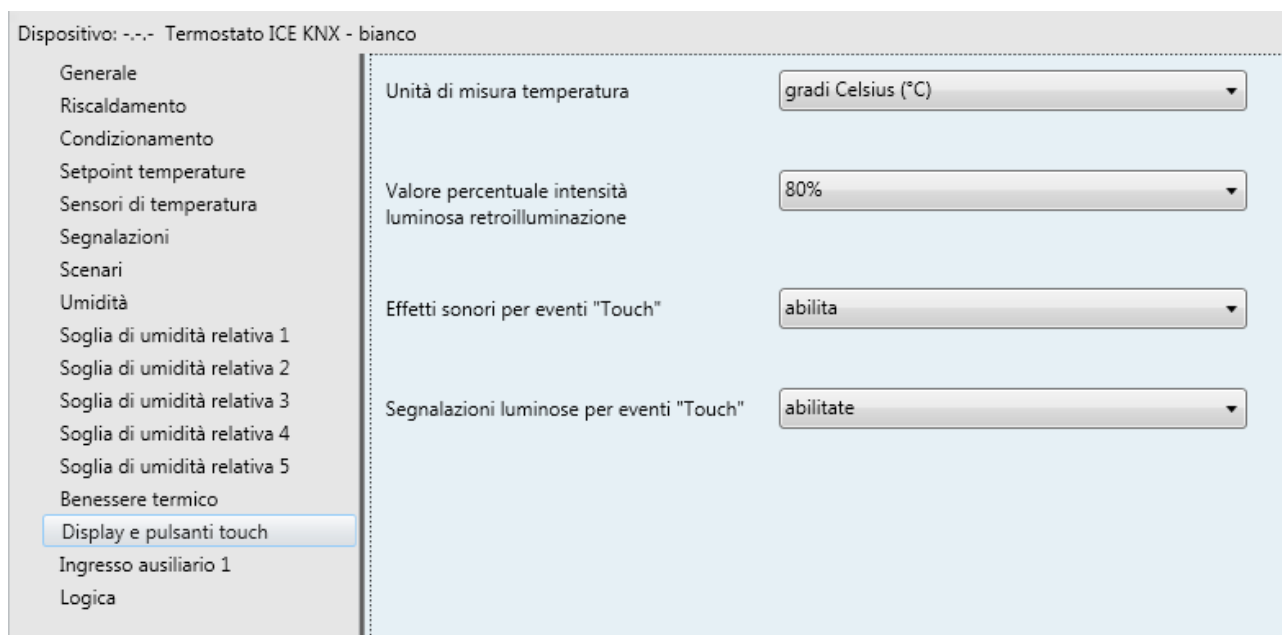 Dispositivo: -.-.- Termostato ICE KNX - bianco
Generale
Riscaldamento
Condizionamento
Setpoint temperature
Sensori di temperatura
Segnalazioni
Scenari
Umidità
Soglia di umidità relativa 1
Soglia di umidità relativa 2
Soglia di umidità relativa 3
Soglia di umidità relativa 4
Soglia di umidità relativa 5
Benessere termico
Display e pulsanti touch
Ingresso ausiliario 1
Logica
Unità di misura temperatura
gradi Celsius (°C)
Valore percentuale intensità
luminosa retroilluminazione
80%
Effetti sonori per eventi "Touch"
abilita
Segnalazioni luminose per eventi "Touch"
abilitate